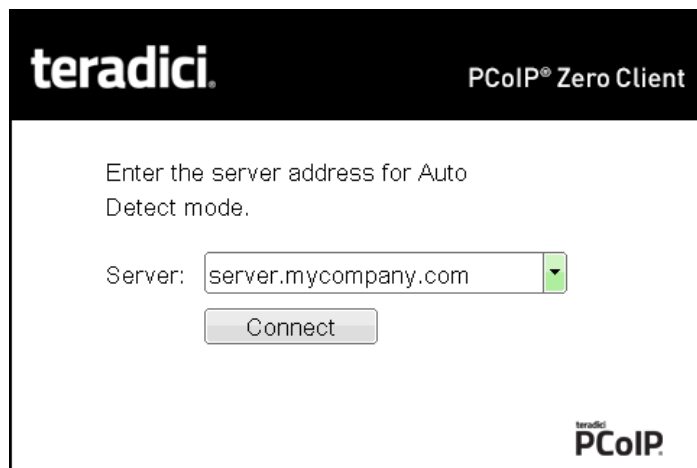 teradici.
PCoIP® Zero Client
Enter the server address for Auto
Detect mode.
Server: server.mycompany.com
Connect
teradici
PCoIP.